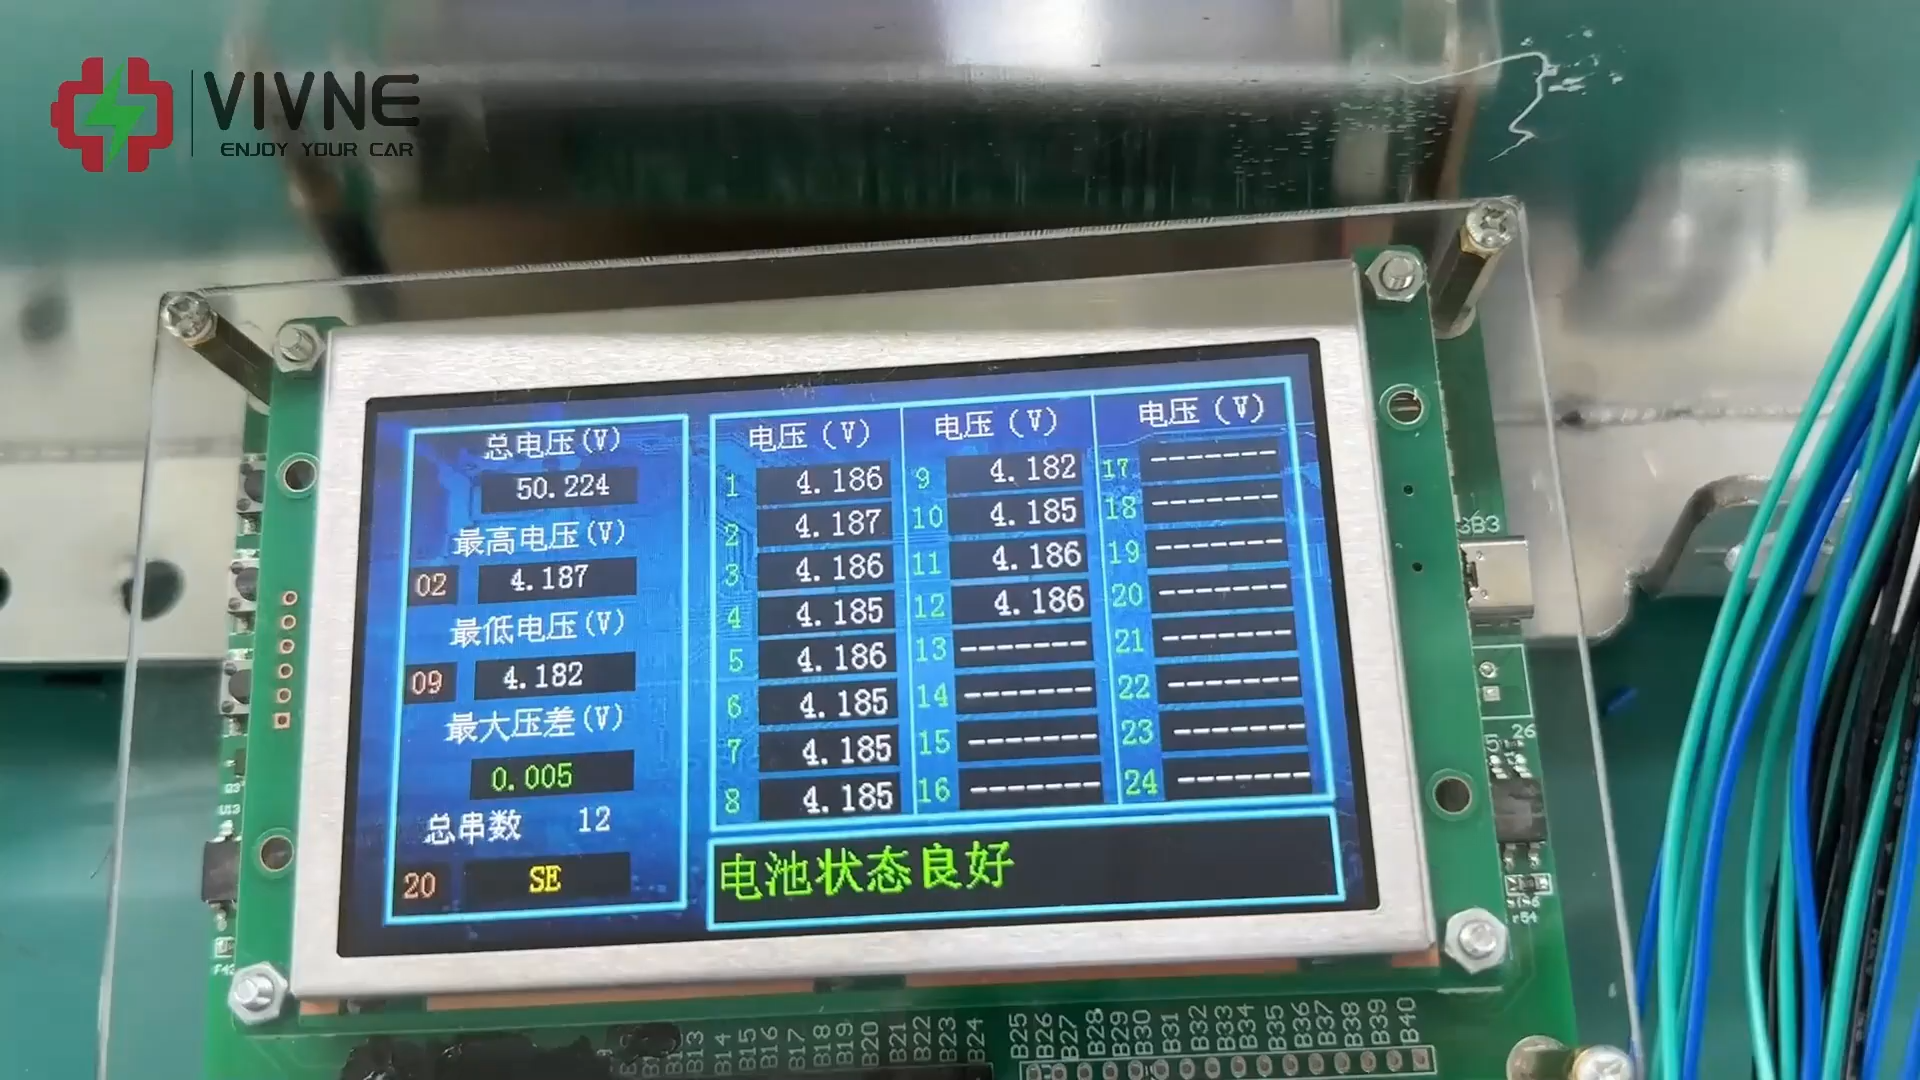 VIVNE
ENJOY YOUR CAR
总电压(V)
50.224
最高电压(V)
02 4.187
最低电压(V)
09 4.182
最大压差(V)
0.005
总串数 12
20 SE
电压 (V) 电压 (V) 电压 (V)
1 4.186 9 4.182 17 -------
2 4.187 10 4.185 18 -------
3 4.186 11 4.186 19 -------
4 4.185 12 4.186 20 -------
5 4.186 13 ------- 21 -------
6 4.185 14 ------- 22 -------
7 4.185 15 ------- 23 -------
8 4.185 16 ------- 24 -------
电池状态良好
26
r54
B13 B14 B15 B16 B17 B18 B19 B20 B21 B22 B23 B24 B25 B26 B27 B28 B29 B30 B31 B32 B33 B34 B35 B36 B37 B38 B39 B40